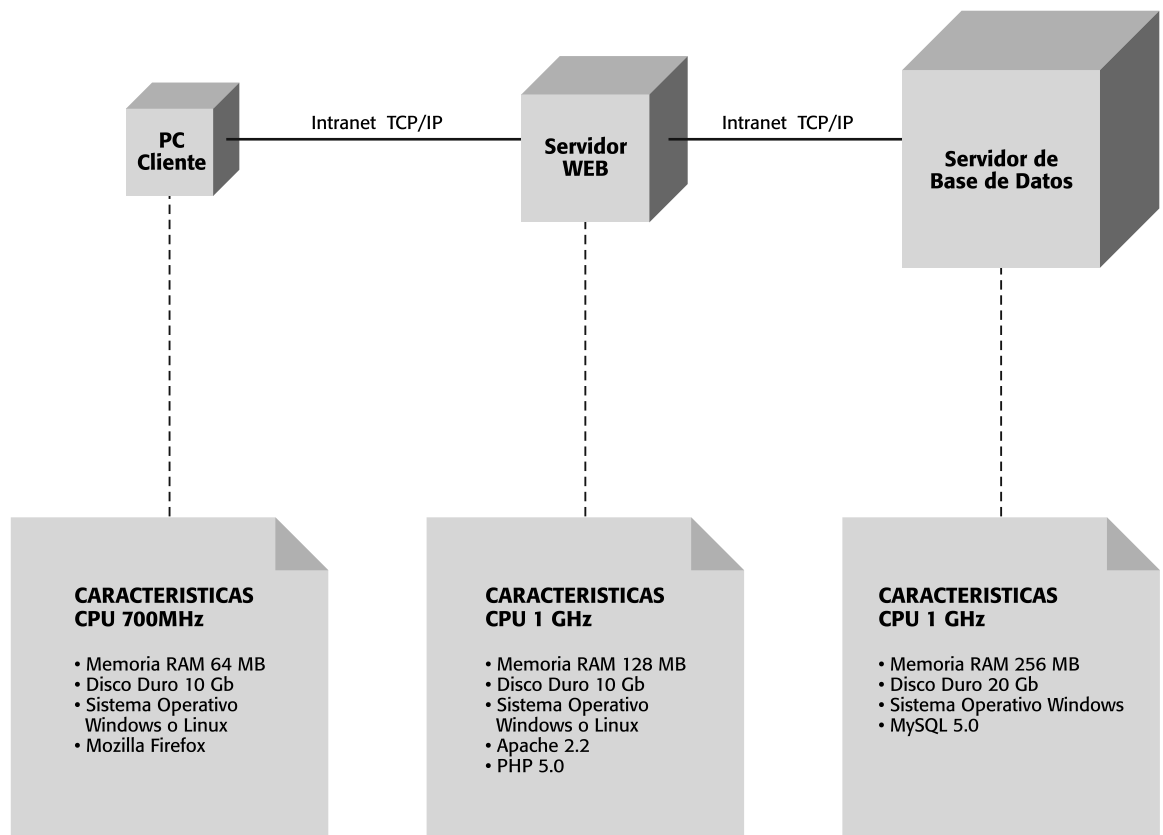 PC
Cliente
Intranet TCP/IP
Servidor
WEB
Intranet TCP/IP
Servidor de
Base de Datos
CARACTERISTICAS
CPU 700MHz
• Memoria RAM 64 MB
• Disco Duro 10 Gb
• Sistema Operativo
Windows o Linux
• Mozilla Firefox
CARACTERISTICAS
CPU 1 GHz
• Memoria RAM 128 MB
• Disco Duro 10 Gb
• Sistema Operativo
Windows o Linux
• Apache 2.2
• PHP 5.0
CARACTERISTICAS
CPU 1 GHz
• Memoria RAM 256 MB
• Disco Duro 20 Gb
• Sistema Operativo Windows
• MySQL 5.0